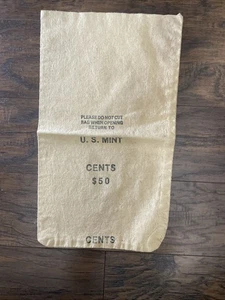 PLEASE DO NOT CUT
BAG WHEN OPENING
RETURN TO
U. S. MINT
CENTS
$50
CENTS